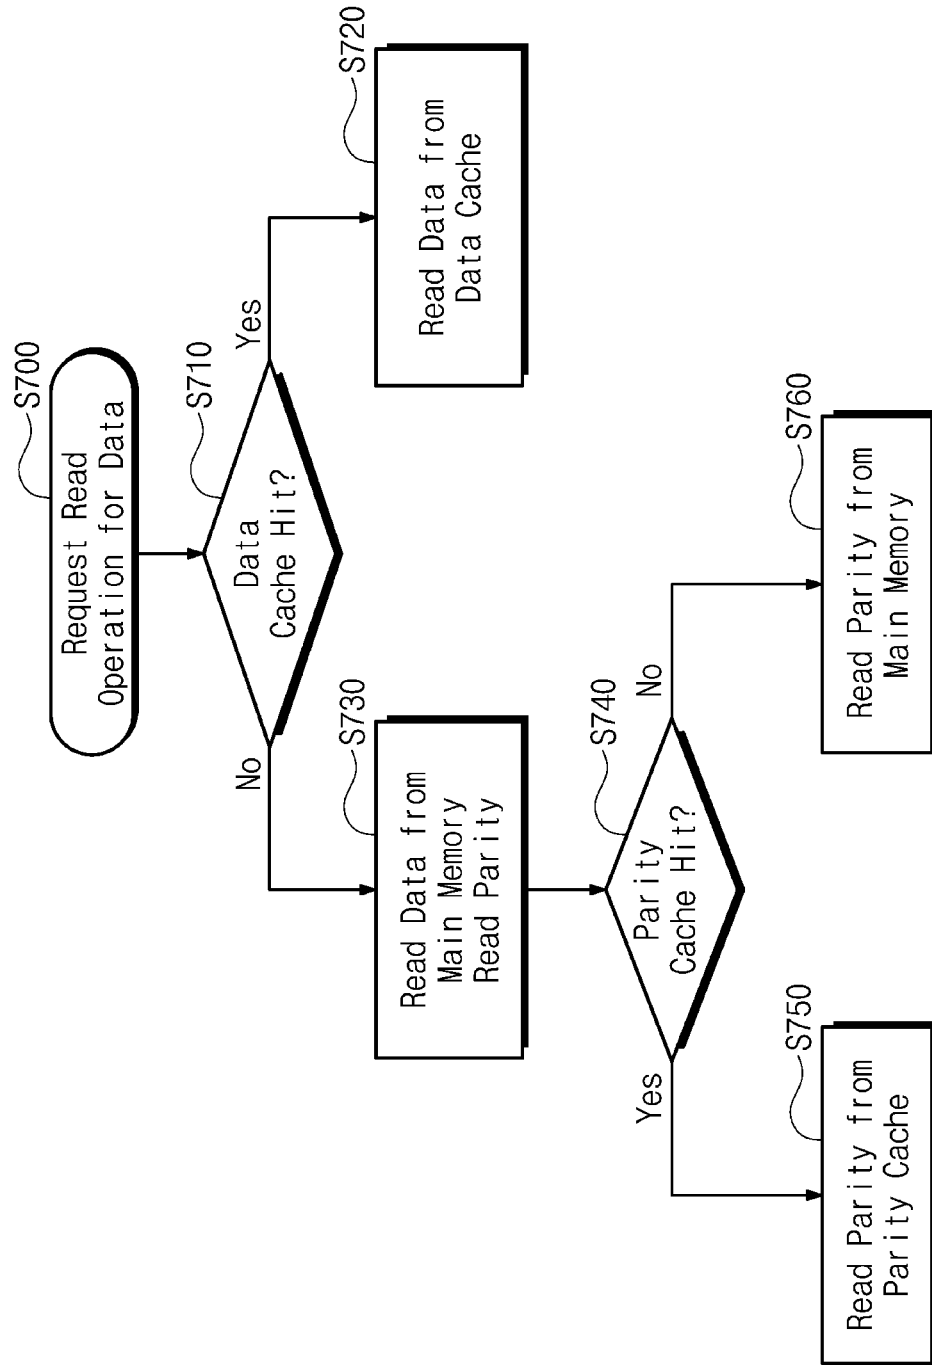 S700
Request Read
Operation for Data
S710
Data
Cache Hit?
Yes
S720
Read Data from
Data Cache
No
S730
Read Data from
Main Memory
Read Parity
S740
Parity
Cache Hit?
Yes
S750
Read Parity from
Parity Cache
No
S760
Read Parity from
Main Memory